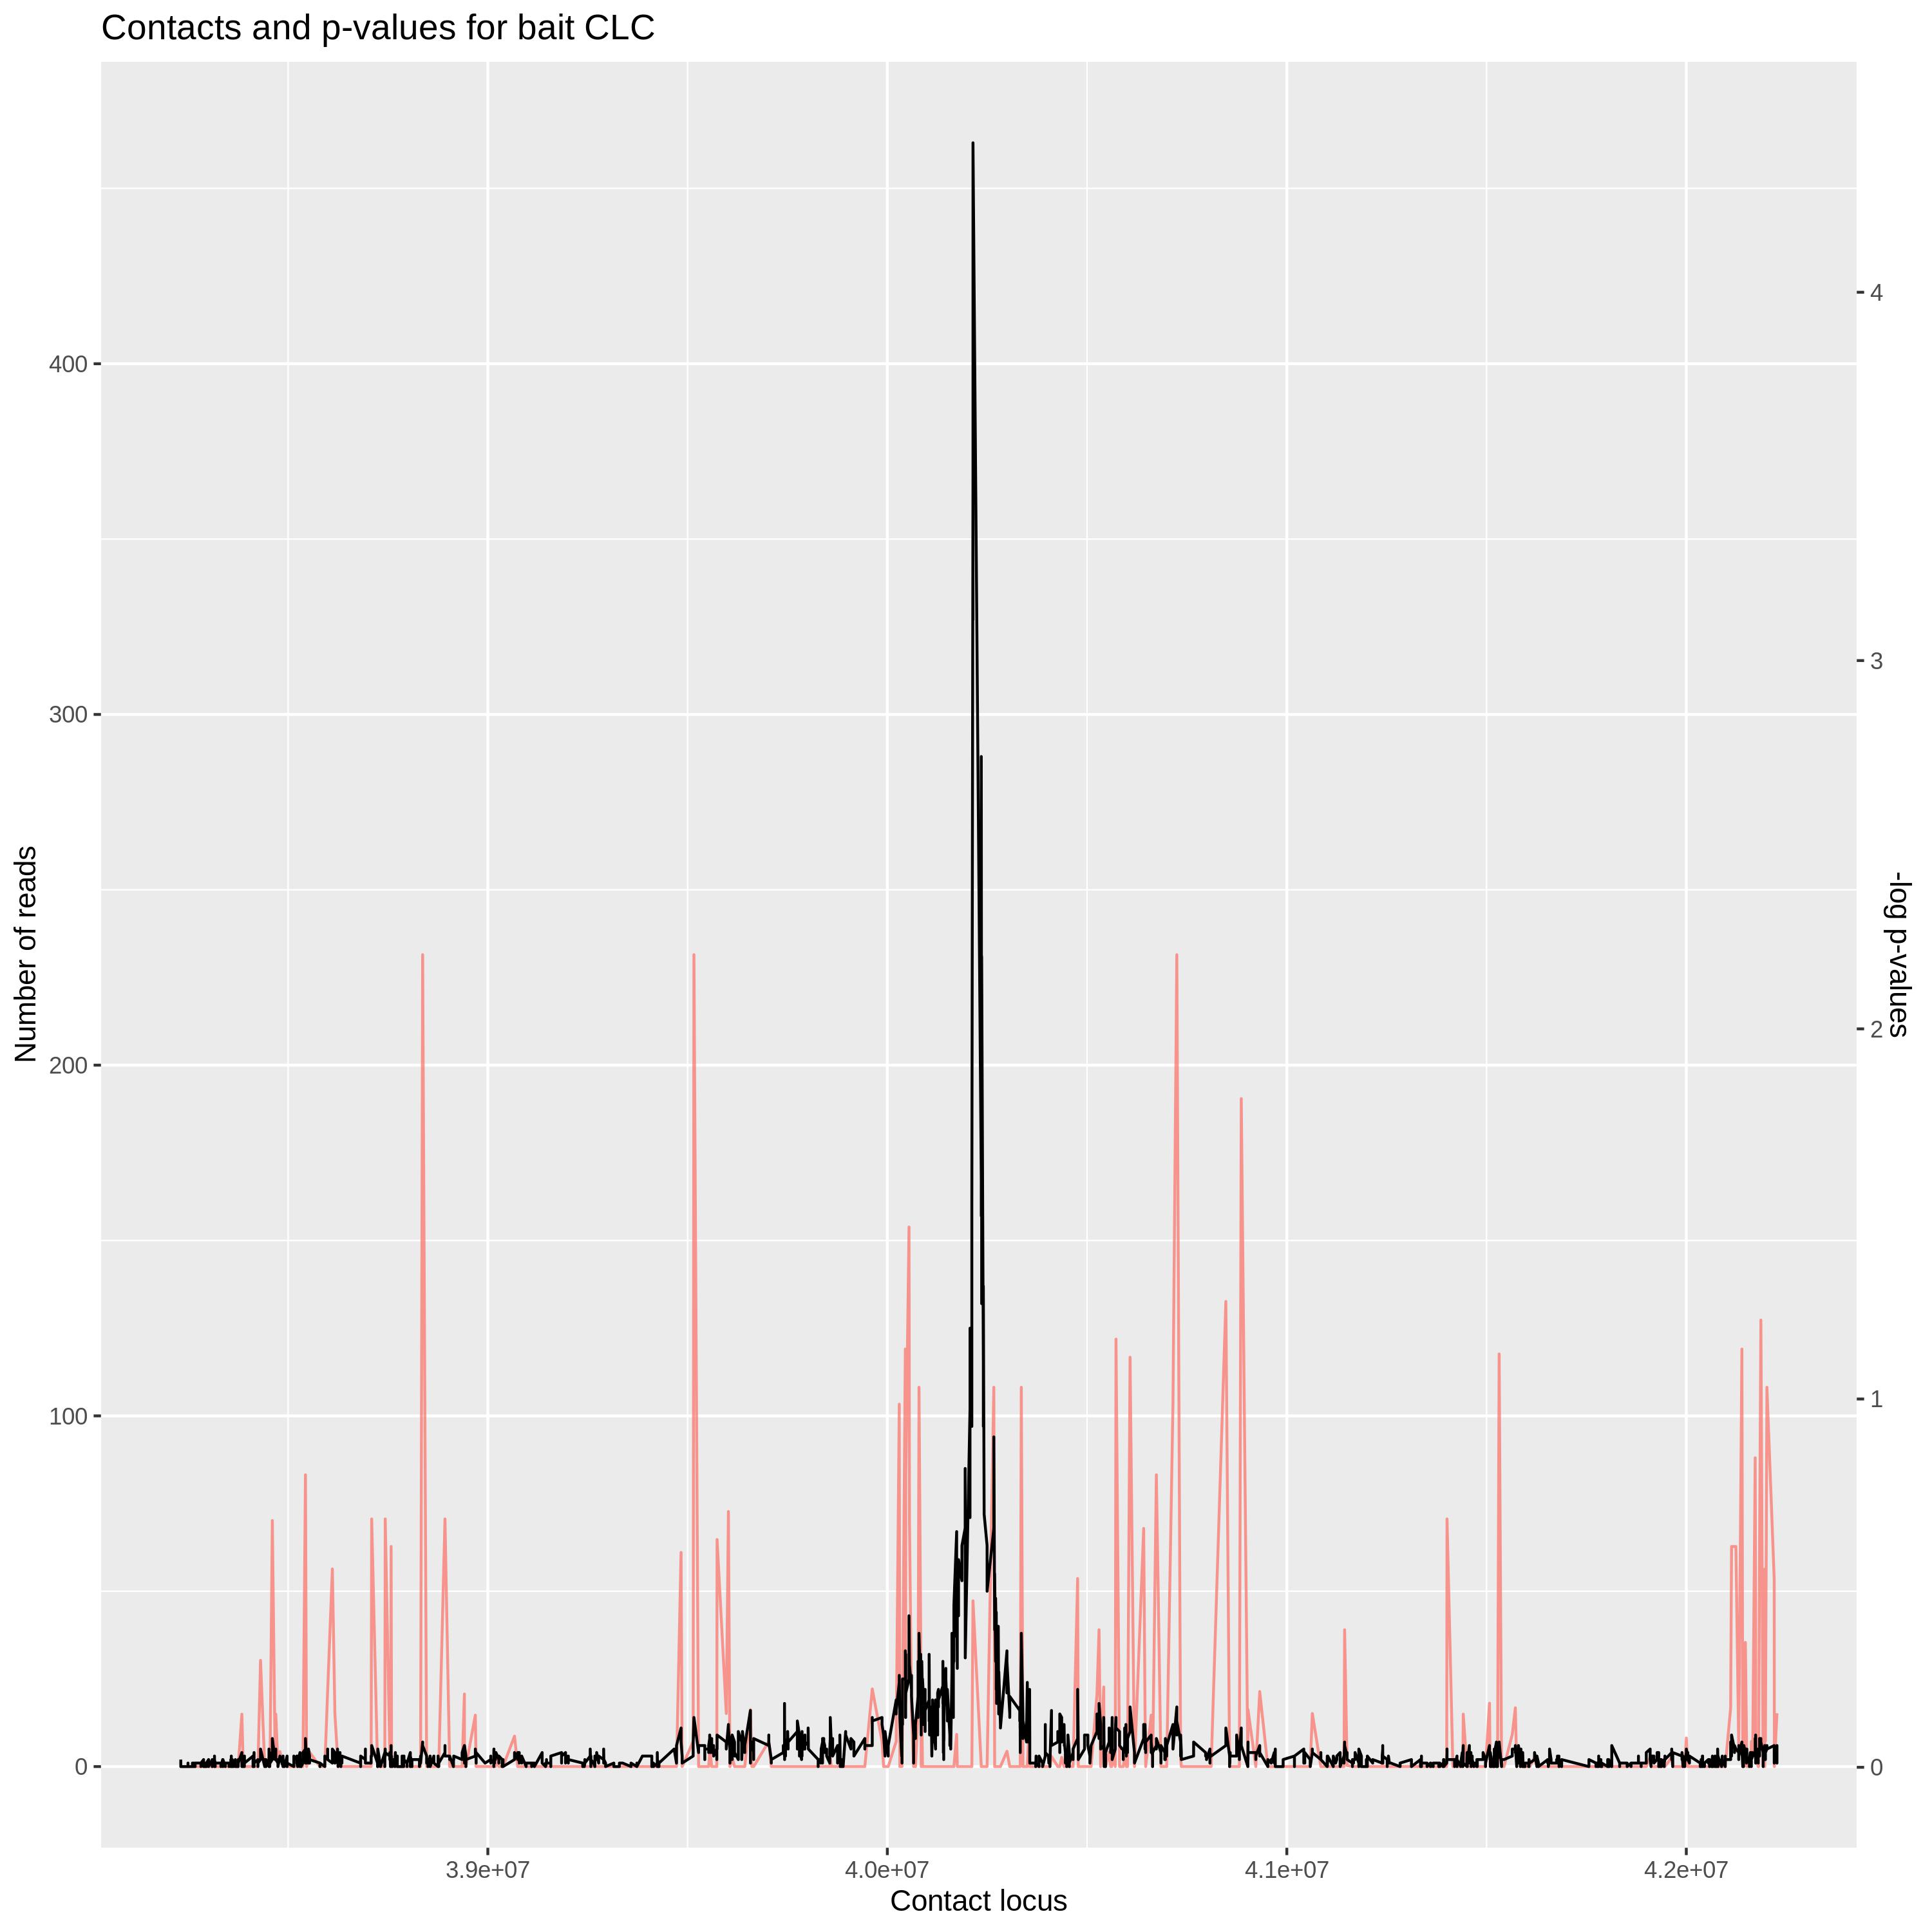 Contacts and p-values for bait CLC
Number of reads
400
300
200
100
0
4
3
2
1
0
-log p-values
3.9e+07
4.0e+07
4.1e+07
4.2e+07
Contact locus